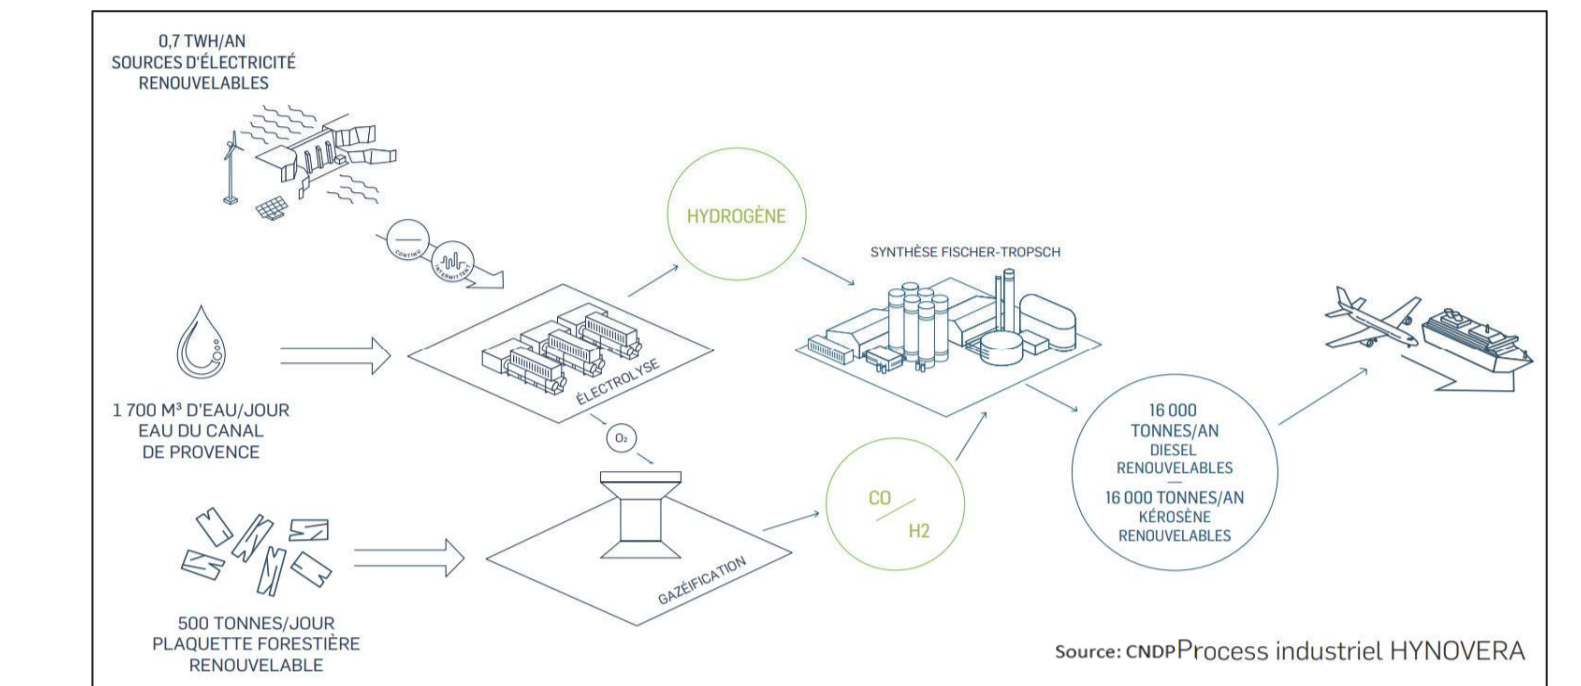 0,7 TWH/AN
SOURCES D'ÉLECTRICITÉ
RENOUVELABLES
CONTINU
INTERMITTENT
HYDROGÈNE
SYNTHÈSE FISCHER-TROPSCH
ÉLECTROLYSE
1 700 M³ D'EAU/JOUR
EAU DU CANAL
DE PROVENCE
O₂
16 000
TONNES/AN
DIESEL
RENOUVELABLES
16 000 TONNES/AN
KÉROSÈNE
RENOUVELABLES
CO
H2
GAZÉIFICATION
500 TONNES/JOUR
PLAQUETTE FORESTIÈRE
RENOUVELABLE
Source: CNDP Process industriel HYNOVERA